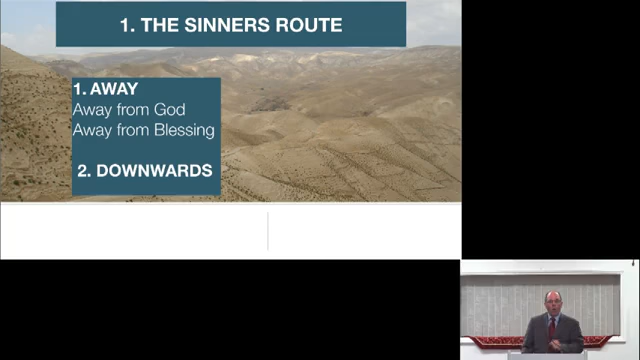 1. THE SINNERS ROUTE
1. AWAY
Away from God
Away from Blessing
2. DOWNWARDS